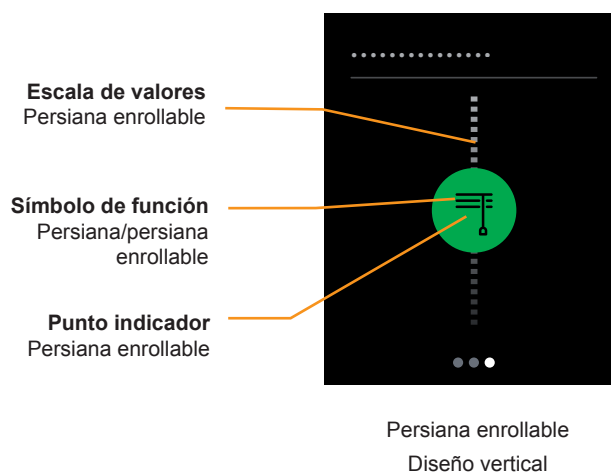 Escala de valores
Persiana enrollable
Símbolo de función
Persiana/persiana
enrollable
Punto indicador
Persiana enrollable
Persiana enrollable
Diseño vertical